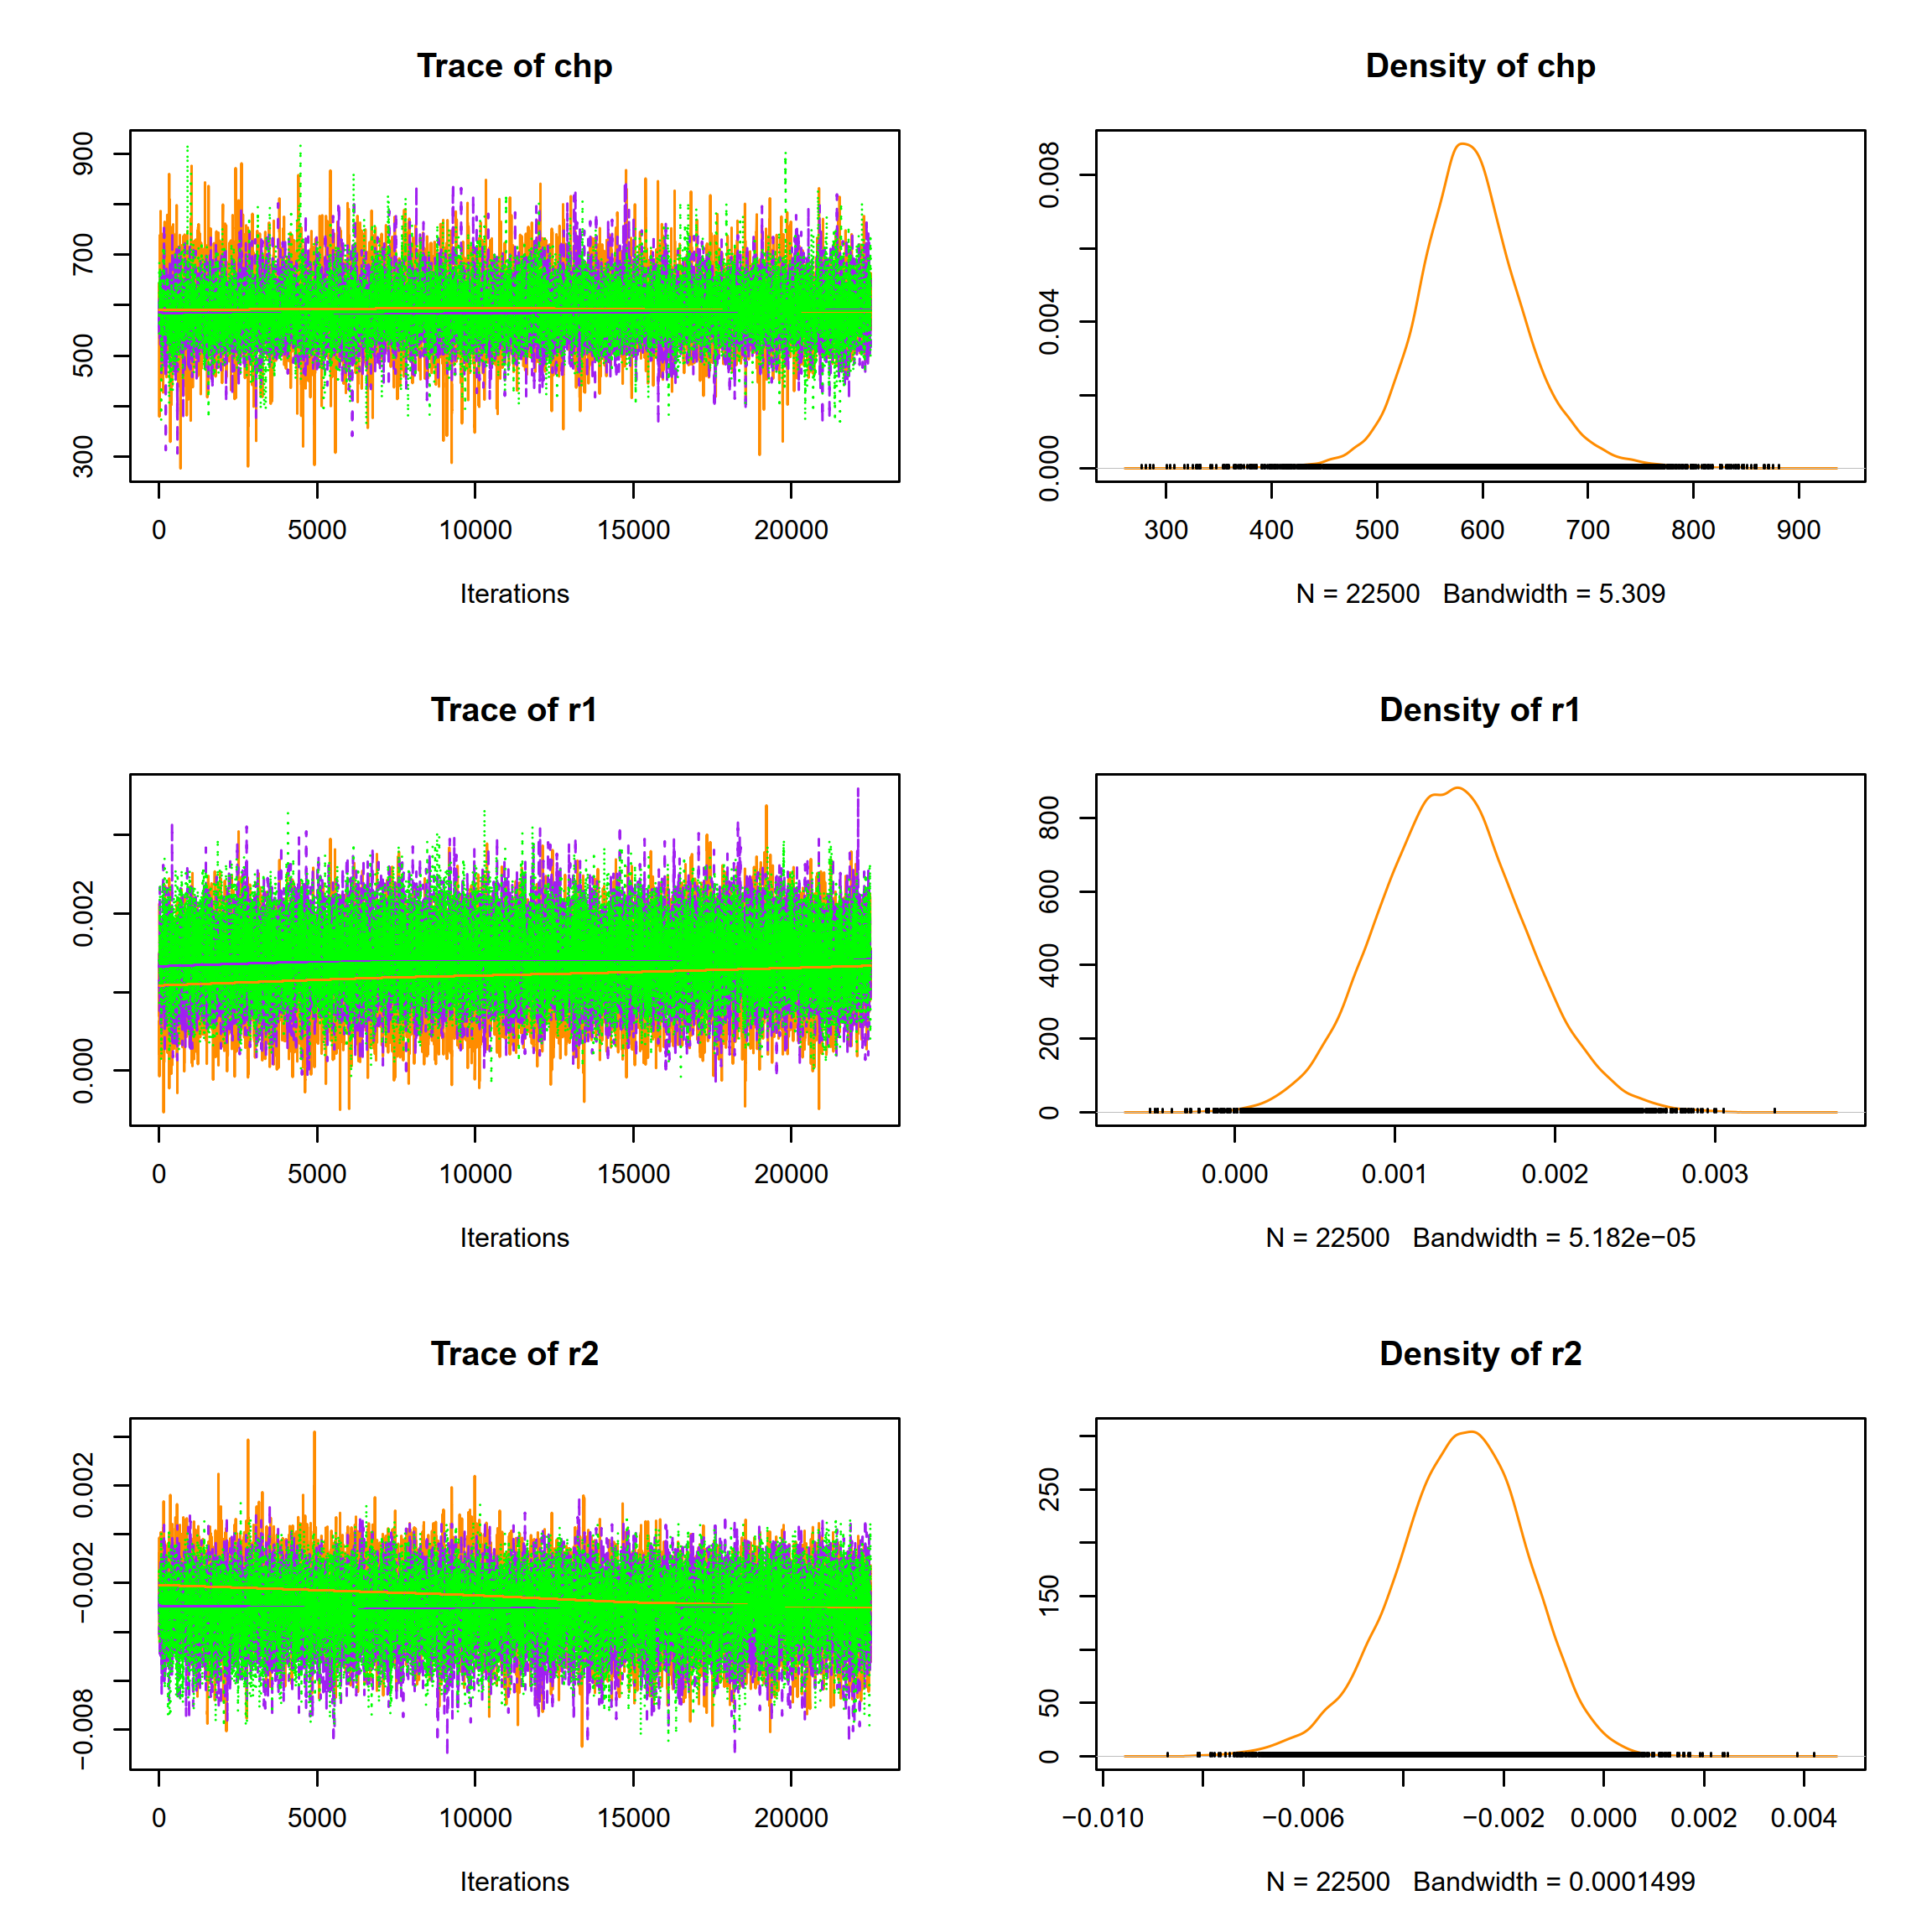 Trace of chp
Density of chp
300 500 700 900
0 5000 10000 15000 20000
Iterations
0.000 0.004 0.008
300 400 500 600 700 800 900
N = 22500 Bandwidth = 5.309
Trace of r1
Density of r1
0.000 0.002
0 5000 10000 15000 20000
Iterations
0 200 400 600 800
0.000 0.001 0.002 0.003
N = 22500 Bandwidth = 5.182e−05
Trace of r2
Density of r2
−0.008 −0.002 0.002
0 5000 10000 15000 20000
Iterations
0 50 150 250
−0.010 −0.006 −0.002 0.000 0.002 0.004
N = 22500 Bandwidth = 0.0001499